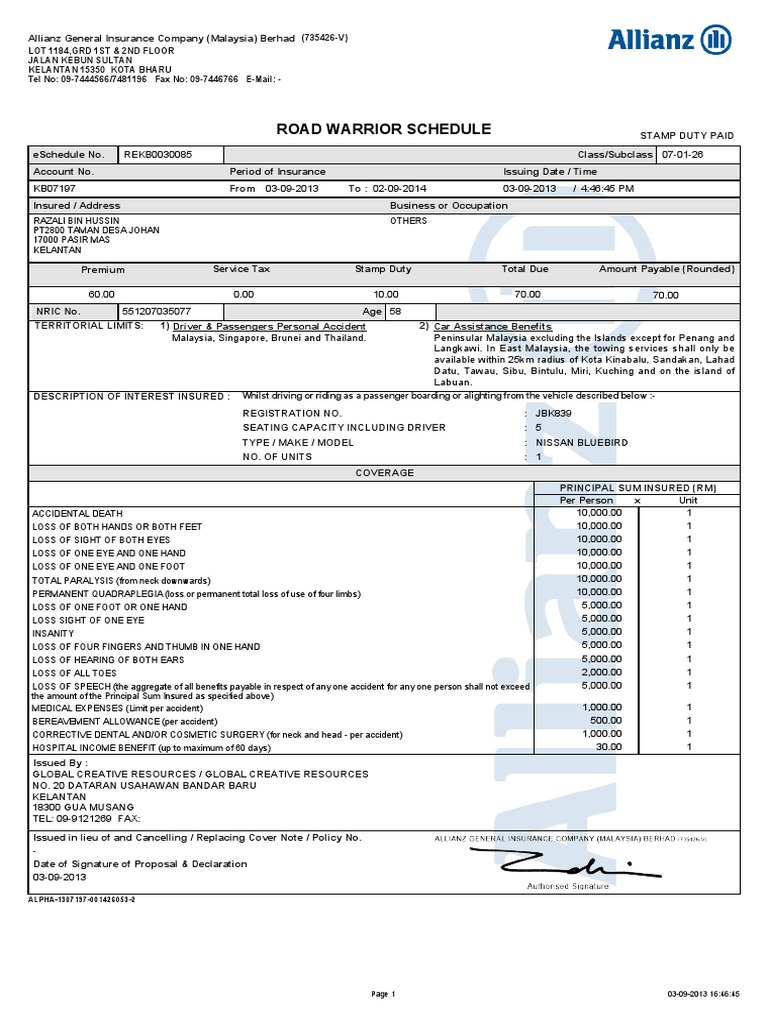 Allianz General Insurance Company (Malaysia) Berhad (735426-V)
LOT 1184,GRD 1ST & 2ND FLOOR
JALAN KEBUN SULTAN
KELANTAN 15350 KOTA BHARU
Tel No: 09-7444566/7481196 Fax No: 09-7446766 E-Mail: -
Allianz
ROAD WARRIOR SCHEDULE
STAMP DUTY PAID
eSchedule No. REKB0030085 Class/Subclass 07-01-26
Account No. Period of Insurance Issuing Date / Time
KB07197 From 03-09-2013 To : 02-09-2014 03-09-2013 / 4:46:45 PM
Insured / Address Business or Occupation
RAZALI BIN HUSSIN OTHERS
PT2800 TAMAN DESA JOHAN
17000 PASIR MAS
KELANTAN
Premium Service Tax Stamp Duty Total Due Amount Payable (Rounded)
60.00 0.00 10.00 70.00 70.00
NRIC No. 551207035077 Age 58
TERRITORIAL LIMITS: 1) Driver & Passengers Personal Accident 2) Car Assistance Benefits
Malaysia, Singapore, Brunei and Thailand. Peninsular Malaysia excluding the Islands except for Penang and
Langkawi. In East Malaysia, the towing services shall only be
available within 25km radius of Kota Kinabalu, Sandakan, Lahad
Datu, Tawau, Sibu, Bintulu, Miri, Kuching and on the island of
Labuan.
DESCRIPTION OF INTEREST INSURED : Whilst driving or riding as a passenger boarding or alighting from the vehicle described below :-
REGISTRATION NO. : JBK839
SEATING CAPACITY INCLUDING DRIVER : 5
TYPE / MAKE / MODEL : NISSAN BLUEBIRD
NO. OF UNITS : 1
COVERAGE
PRINCIPAL SUM INSURED (RM)
Per Person x Unit
ACCIDENTAL DEATH 10,000.00 1
LOSS OF BOTH HANDS OR BOTH FEET 10,000.00 1
LOSS OF SIGHT OF BOTH EYES 10,000.00 1
LOSS OF ONE EYE AND ONE HAND 10,000.00 1
LOSS OF ONE EYE AND ONE FOOT 10,000.00 1
TOTAL PARALYSIS (from neck downwards) 10,000.00 1
PERMANENT QUADRAPLEGIA (loss or permanent total loss of use of four limbs) 10,000.00 1
LOSS OF ONE FOOT OR ONE HAND 5,000.00 1
LOSS SIGHT OF ONE EYE 5,000.00 1
INSANITY 5,000.00 1
LOSS OF FOUR FINGERS AND THUMB IN ONE HAND 5,000.00 1
LOSS OF HEARING OF BOTH EARS 5,000.00 1
LOSS OF ALL TOES 2,000.00 1
LOSS OF SPEECH (the aggregate of all benefits payable in respect of any one accident for any one person shall not exceed 5,000.00 1
the amount of the Principal Sum Insured as specified above)
MEDICAL EXPENSES (Limit per accident) 1,000.00 1
BEREAVEMENT ALLOWANCE (per accident) 500.00 1
CORRECTIVE DENTAL AND/OR COSMETIC SURGERY (for neck and head - per accident) 1,000.00 1
HOSPITAL INCOME BENEFIT (up to maximum of 60 days) 30.00 1
Issued By :
GLOBAL CREATIVE RESOURCES / GLOBAL CREATIVE RESOURCES
NO. 20 DATARAN USAHAWAN BANDAR BARU
KELANTAN
18300 GUA MUSANG
TEL: 09-9121269 FAX:
Issued in lieu of and Cancelling / Replacing Cover Note / Policy No.
-
Date of Signature of Proposal & Declaration
03-09-2013
ALLIANZ GENERAL INSURANCE COMPANY (MALAYSIA) BERHAD (735426-V)
Authorised Signature
ALPHA-1307197-001426053-2
Page 1
03-09-2013 16:46:45
Allianz